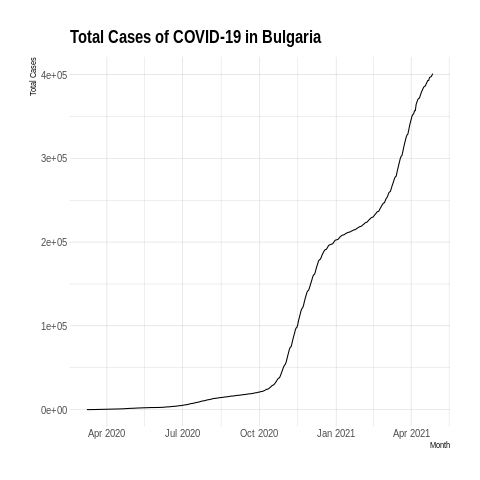 Total Cases of COVID-19 in Bulgaria
Total Cases
4e+05
3e+05
2e+05
1e+05
0e+00
Apr 2020 Jul 2020 Oct 2020 Jan 2021 Apr 2021
Month